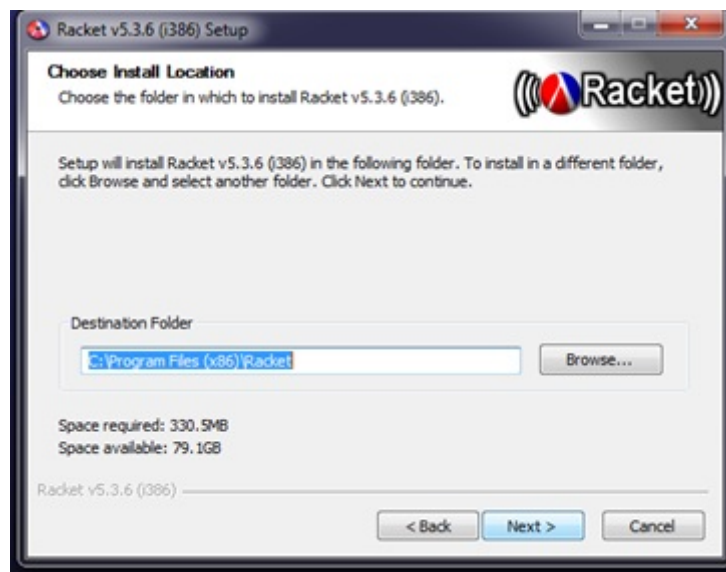 Racket v5.3.6 (i386) Setup
Choose Install Location
Choose the folder in which to install Racket v5.3.6 (i386).
Racket
Setup will install Racket v5.3.6 (i386) in the following folder. To install in a different folder,
click Browse and select another folder. Click Next to continue.
Destination Folder
C:\Program Files (x86)\Racket
Browse...
Space required: 330.5MB
Space available: 79.1GB
Racket v5.3.6 (i386)
< Back
Next >
Cancel